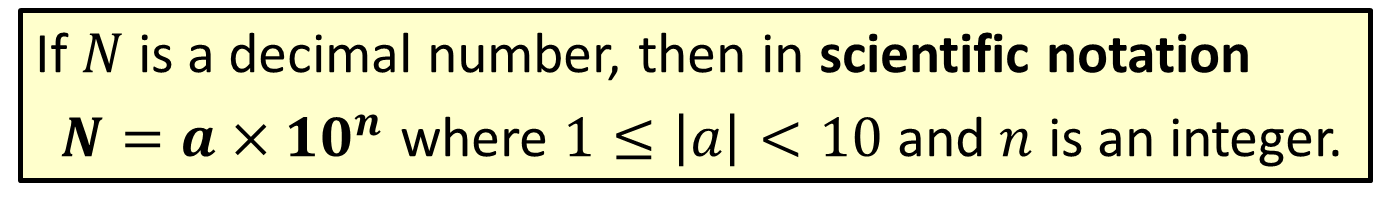 If N is a decimal number, then in scientific notation
N = a × 10ⁿ where 1 ≤ |a| < 10 and n is an integer.